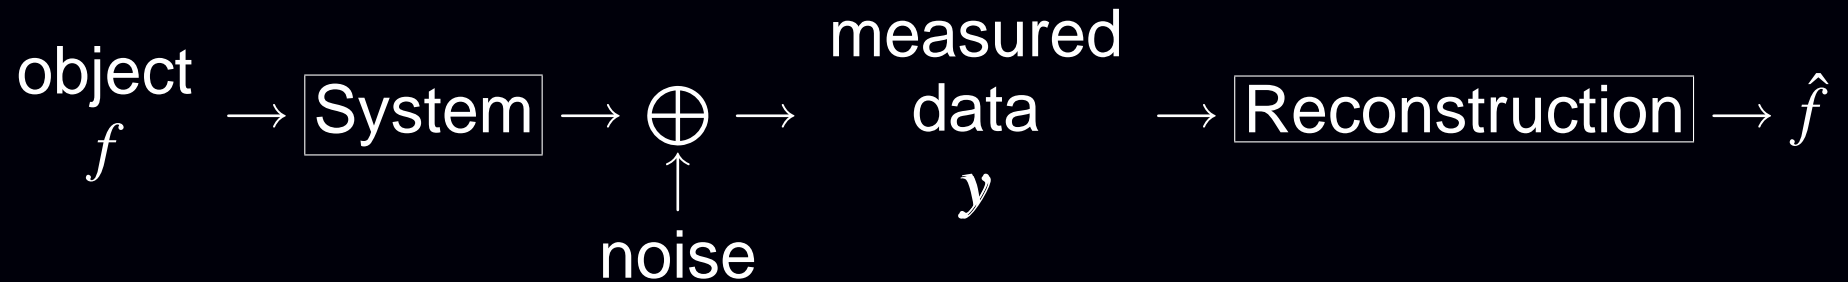 object
f
→ System → ⊕ →
measured
data
y
→ Reconstruction → f̂
↑
noise